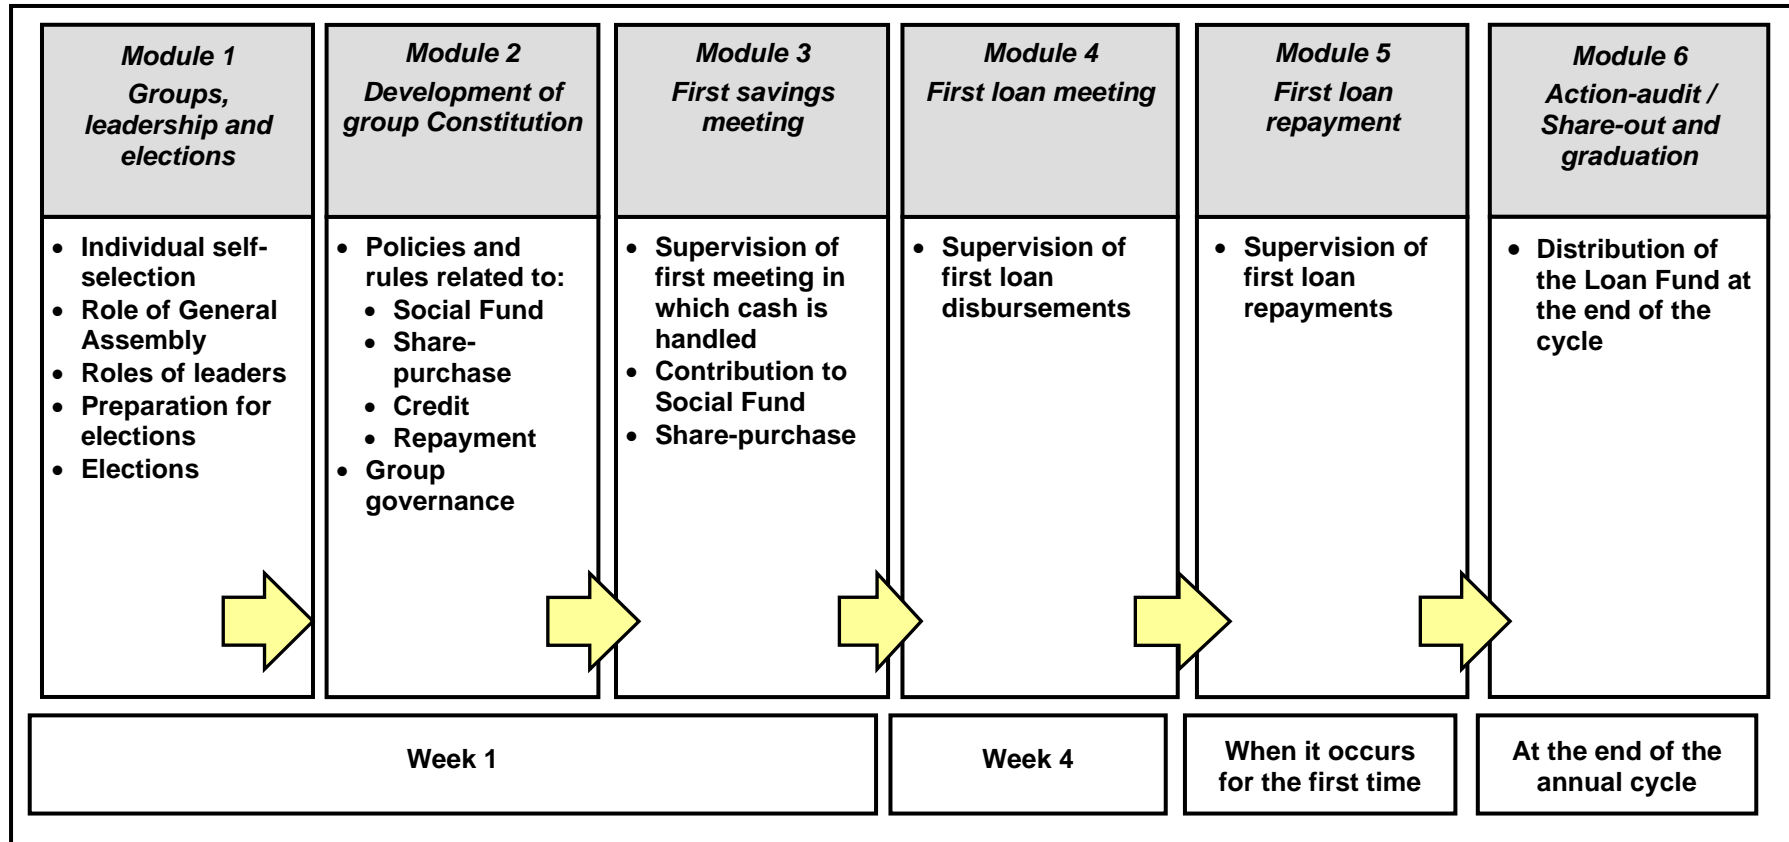 Module 1
Groups,
leadership and
elections
• Individual self-
selection
• Role of General
Assembly
• Roles of leaders
• Preparation for
elections
• Elections
Module 2
Development of
group Constitution
• Policies and
rules related to:
• Social Fund
• Share-
purchase
• Credit
• Repayment
• Group
governance
Module 3
First savings
meeting
• Supervision of
first meeting in
which cash is
handled
• Contribution to
Social Fund
• Share-purchase
Module 4
First loan meeting
• Supervision of
first loan
disbursements
Module 5
First loan
repayment
• Supervision of
first loan
repayments
Module 6
Action-audit /
Share-out and
graduation
• Distribution of
the Loan Fund at
the end of the
cycle
Week 1
Week 4
When it occurs
for the first time
At the end of the
annual cycle